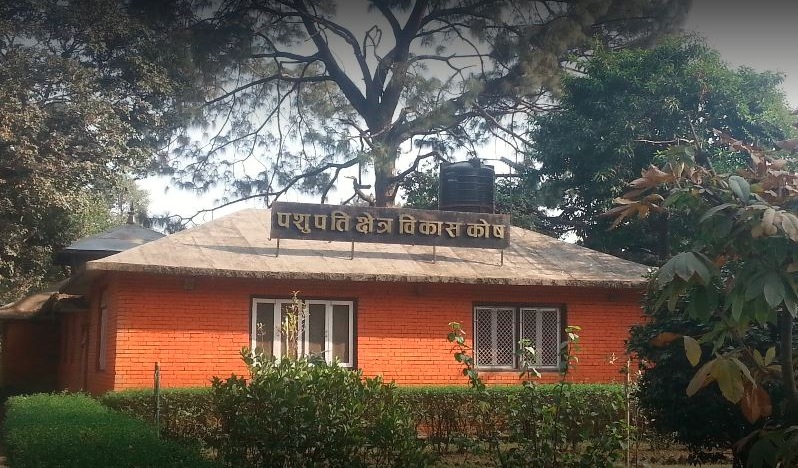 पशुपति क्षेत्र विकास कोष